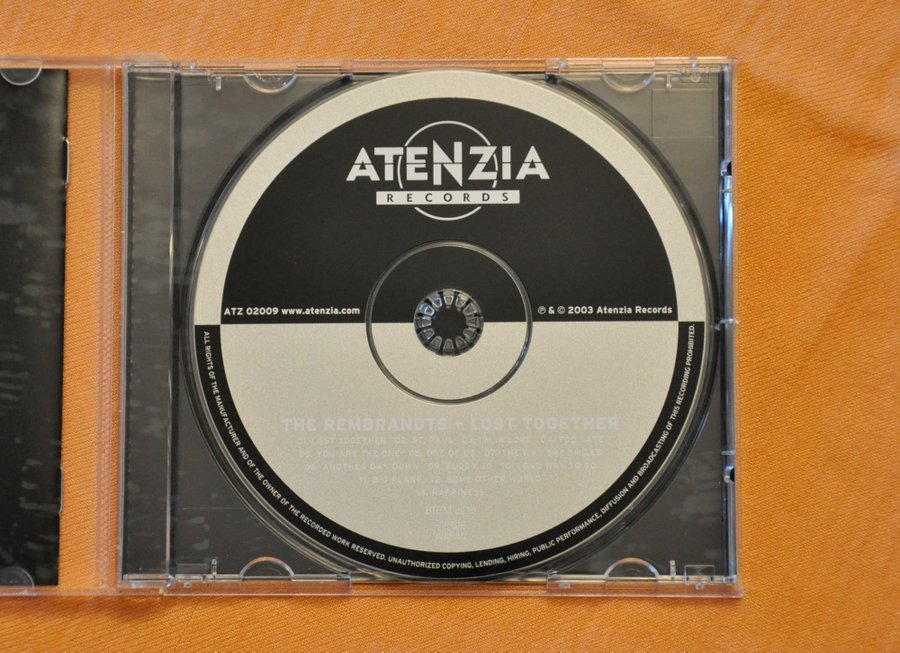 ATENZIA
RECORDS
ATZ 02009 www.atenzia.com
℗ & © 2003 Atenzia Records
THE REMBRANDTS - LOST TOGETHER
01. LOST TOGETHER 02. ST. PAUL 03. I'M IN LOVE 04. TOO LATE
05. YOU ARE THE ONE 06. ONE OF US 07. THE WAY SHE SMILES
08. ANOTHER DAY DOWN 09. BUDDY JO 10. FIND WAY TO GO
11. BIG PLANE 12. SOME OTHER WORLD
13. HAPPINESS
ALL RIGHTS OF THE MANUFACTURER AND OF THE OWNER OF THE RECORDED WORK RESERVED. UNAUTHORIZED COPYING, LENDING, HIRING, PUBLIC PERFORMANCE, DIFFUSION AND BROADCASTING OF THIS RECORDING PROHIBITED.